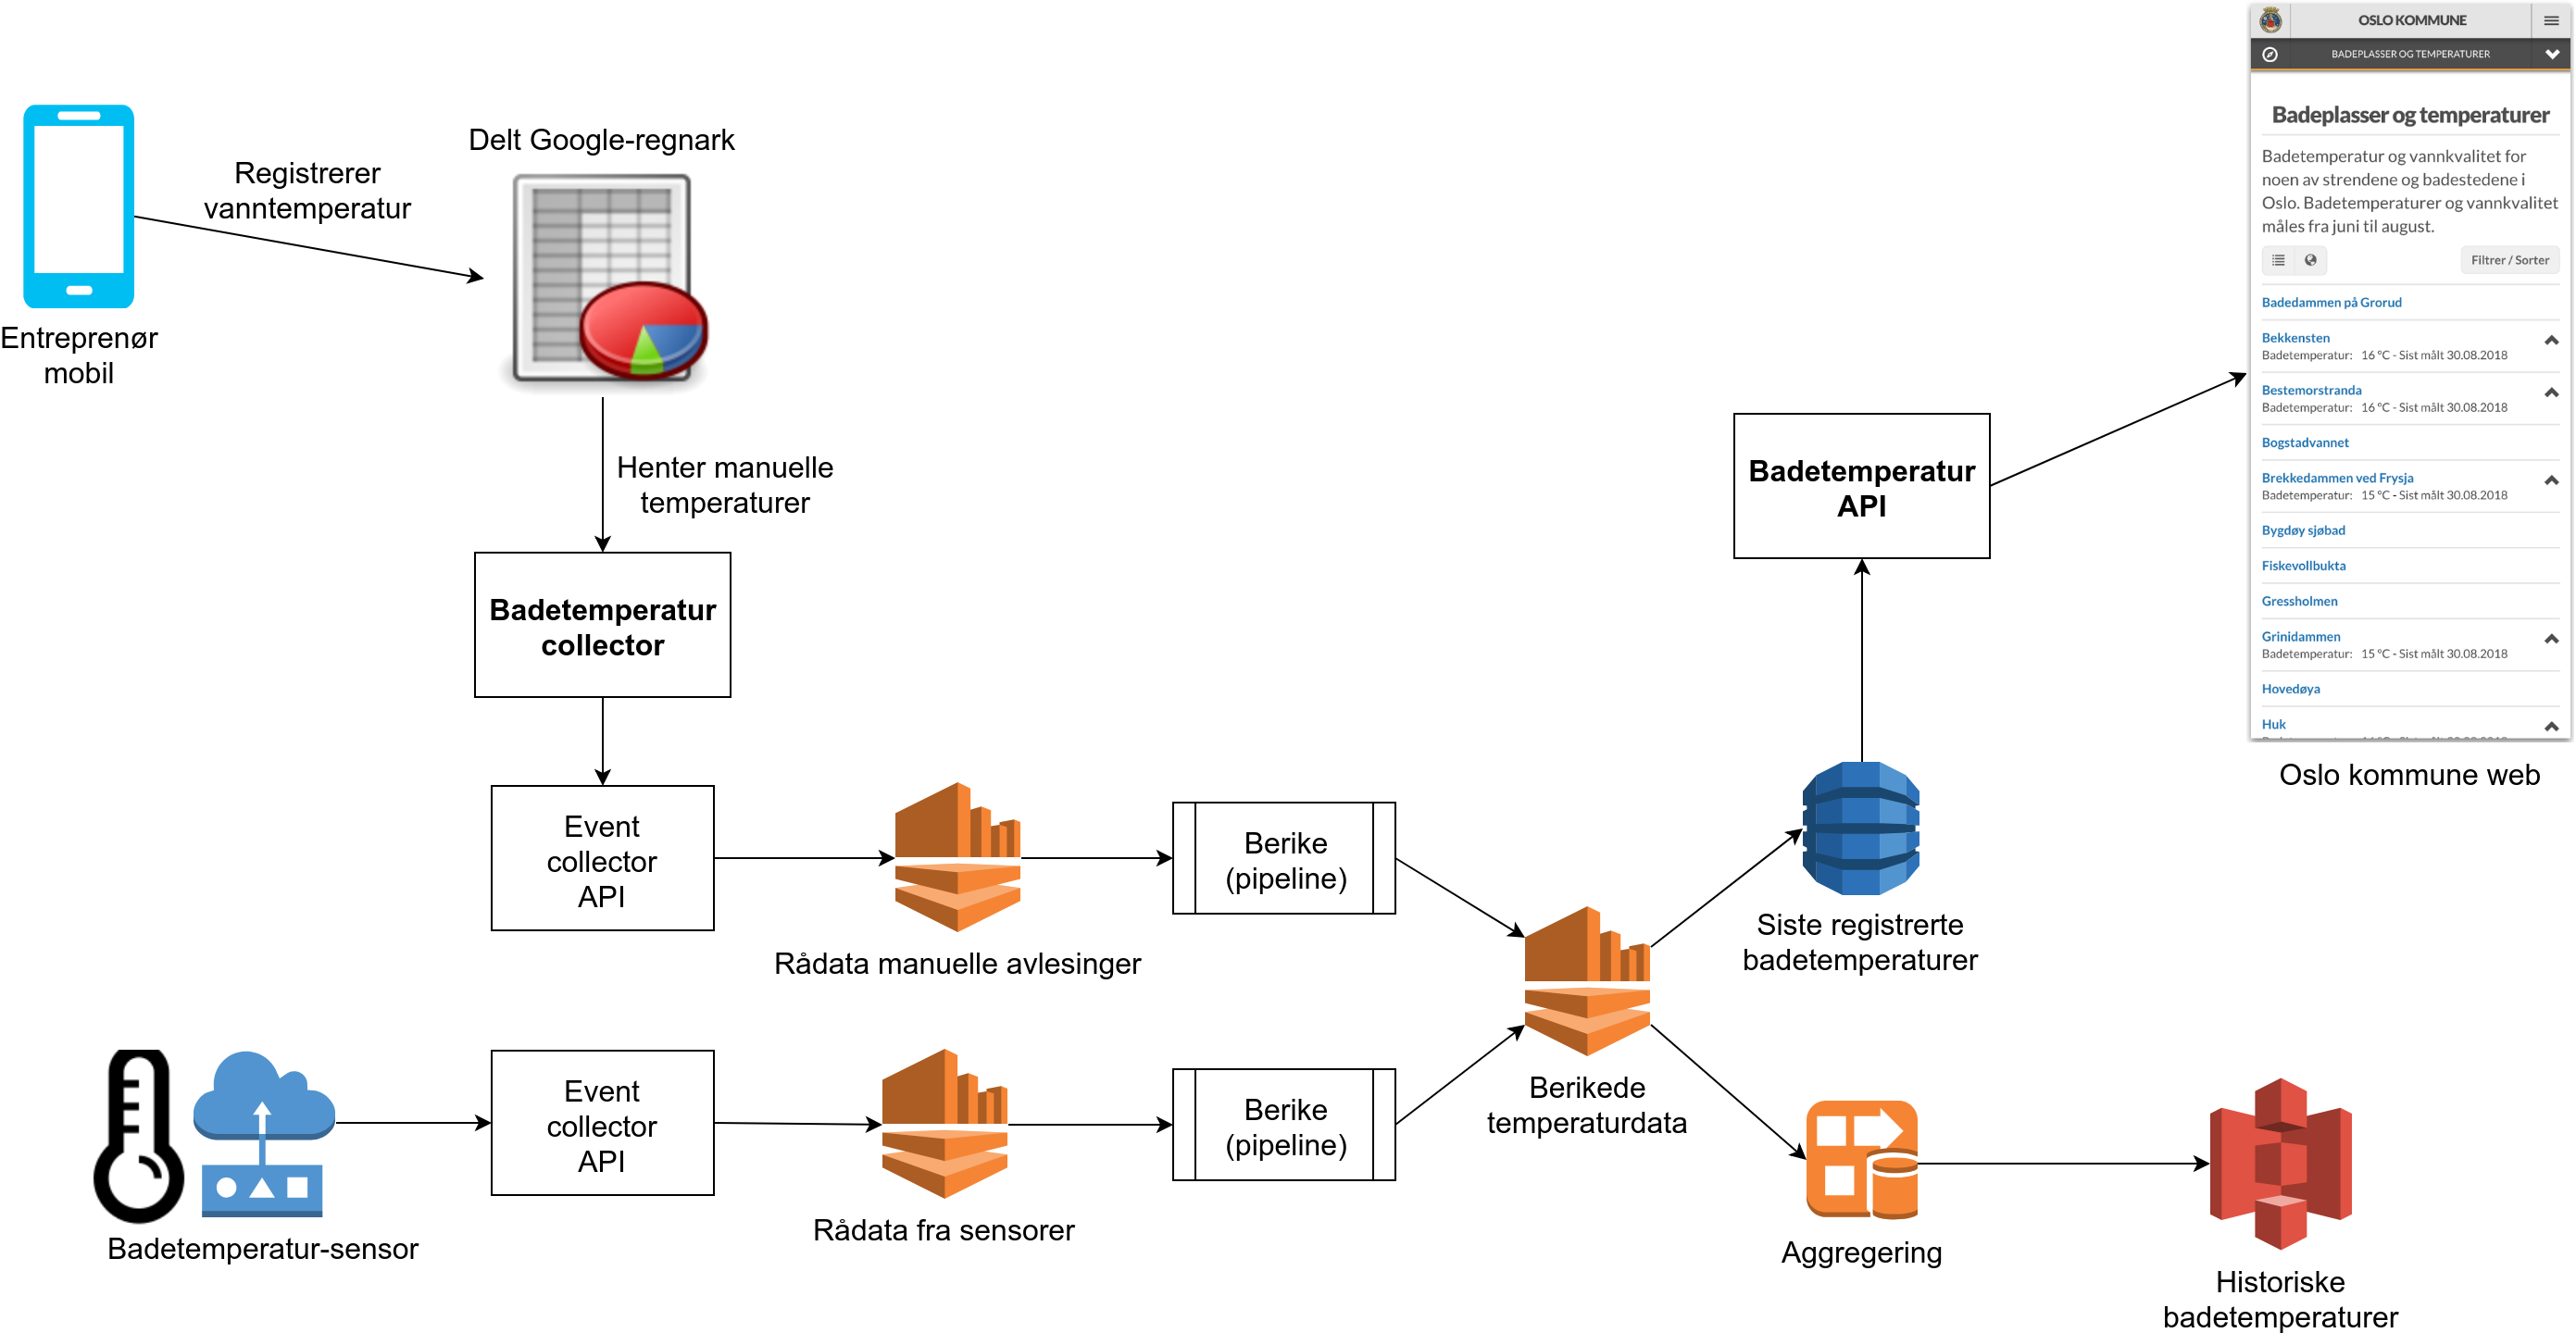 OSLO KOMMUNE
BADEPLASSER OG TEMPERATURER
Badeplasser og temperaturer
Badetemperatur og vannkvalitet for
noen av strendene og badestedene i
Oslo. Badetemperaturer og vannkvalitet
måles fra juni til august.
Filtrer / Sorter
Badedammen på Grorud
Bekkensten
Badetemperatur: 16 °C - Sist målt 30.08.2018
Bestemorstranda
Badetemperatur: 16 °C - Sist målt 30.08.2018
Bogstadvannet
Brekkedammen ved Frysja
Badetemperatur: 15 °C - Sist målt 30.08.2018
Bygdøy sjøbad
Fiskevollbukta
Gressholmen
Grinidammen
Badetemperatur: 15 °C - Sist målt 30.08.2018
Hovedøya
Huk
Oslo kommune web
Entreprenør
mobil
Registrerer
vanntemperatur
Delt Google-regnark
Henter manuelle
temperaturer
Badetemperatur
collector
Event
collector
API
Rådata manuelle avlesinger
Berike
(pipeline)
Badetemperatur-sensor
Event
collector
API
Rådata fra sensorer
Berike
(pipeline)
Berikede
temperaturdata
Badetemperatur
API
Siste registrerte
badetemperaturer
Aggregering
Historiske
badetemperaturer